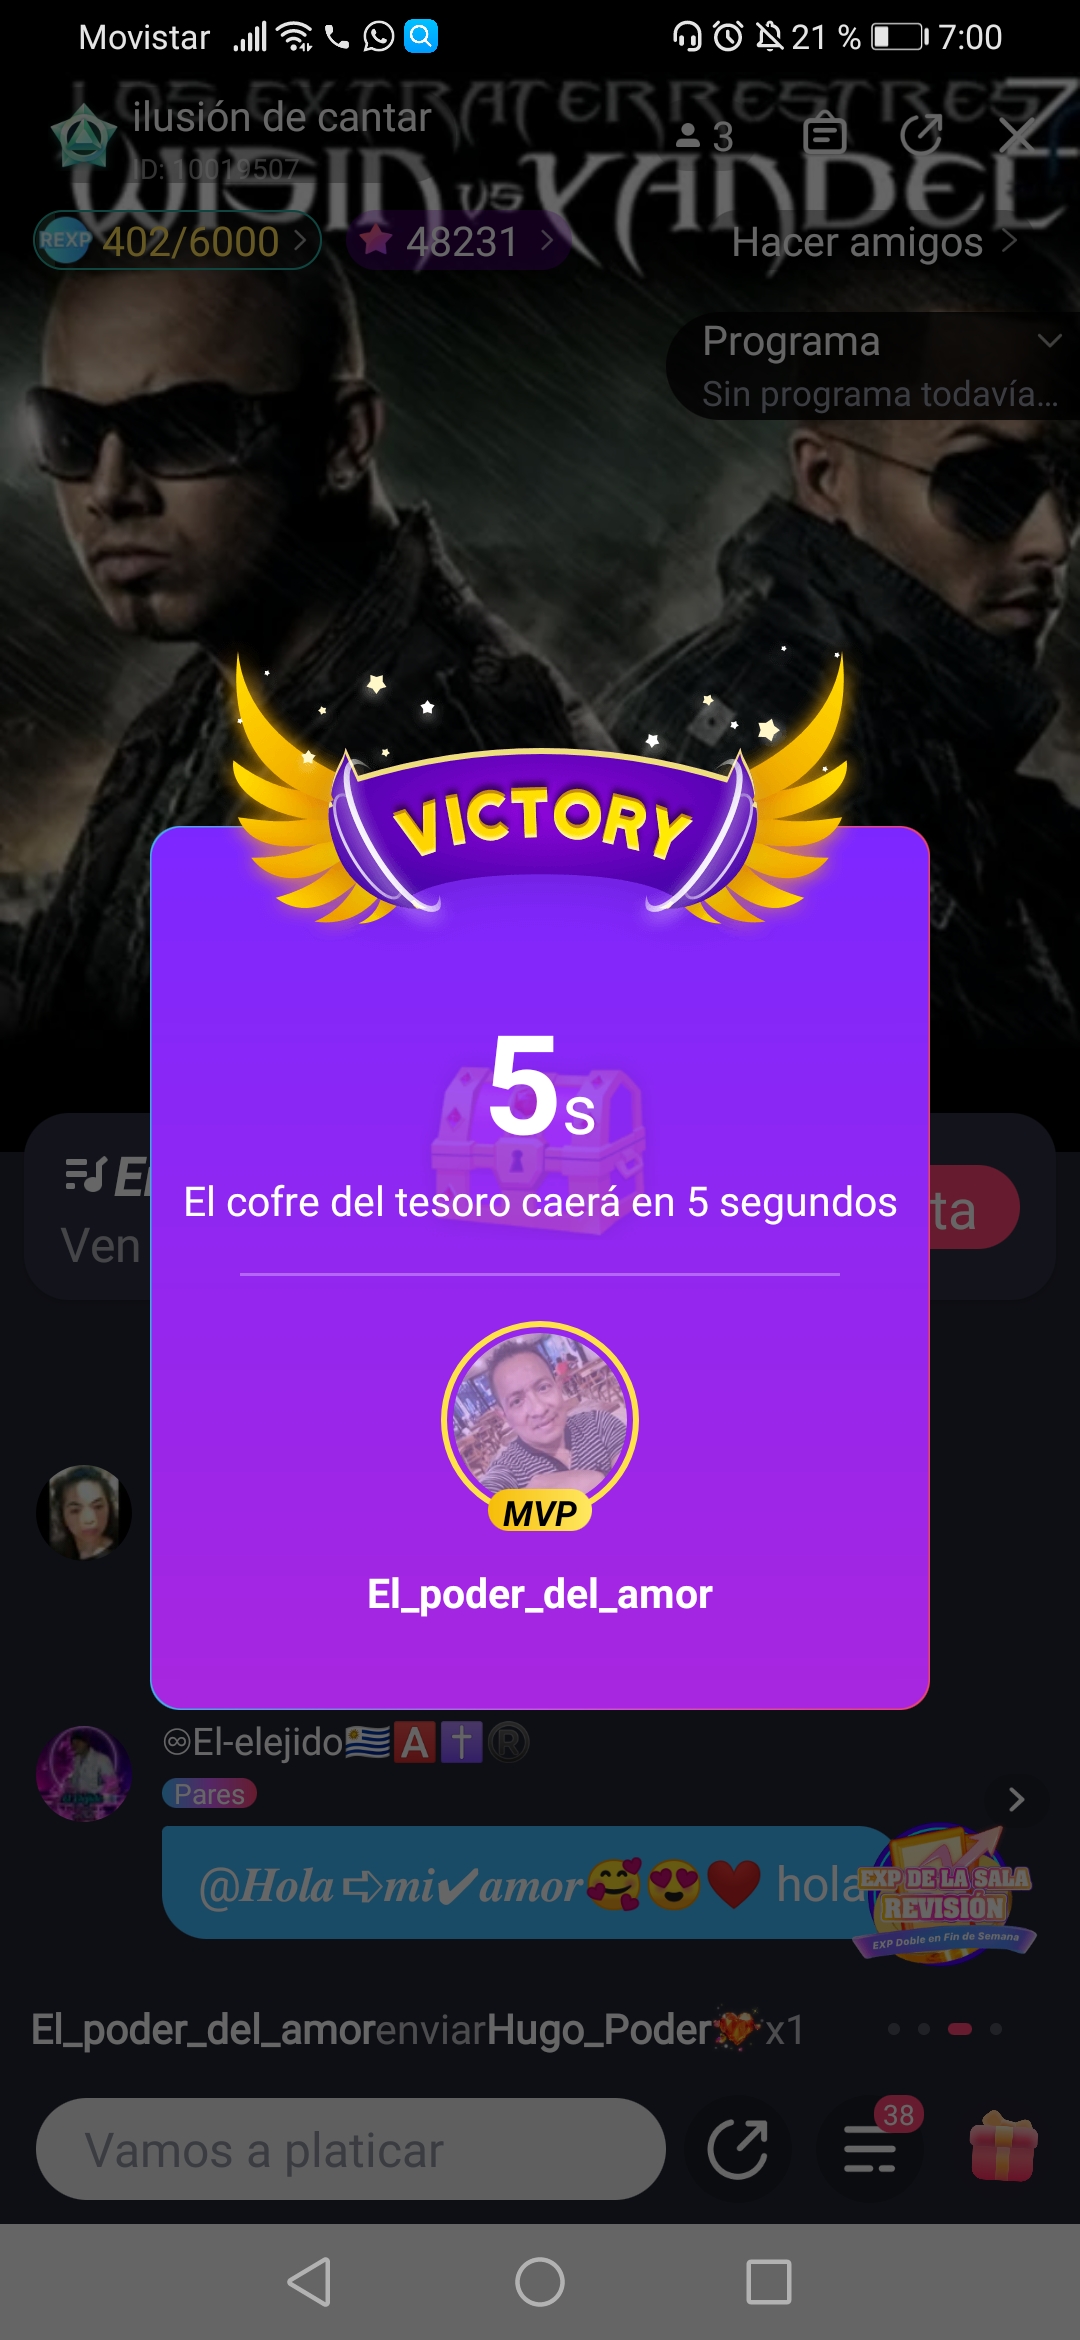 Movistar 21 % 7:00
LOS EXTRATERRESTRES
ilusión de cantar
3
ID: 10019507
WISIN vs YANDEL
REXP 402/6000
48231
Hacer amigos
Programa
Sin programa todavía...
VICTORY
5s
El cofre del tesoro caerá en 5 segundos
Ven
ta
MVP
El_poder_del_amor
♾El-elejido🇺🇾🅰✝®
Pares
@𝑯𝒐𝒍𝒂➪𝒎𝒊✔𝒂𝒎𝒐𝒓🥰😍❤ hola
EXP DE LA SALA
REVISIÓN
EXP Doble en Fin de Semana
El_poder_del_amorenviarHugo_Poder x1
Vamos a platicar
38